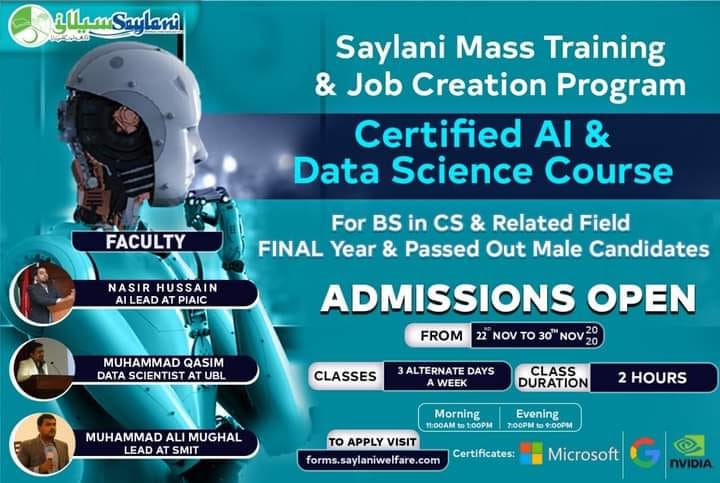 سیلانی Saylani
Saylani Mass Training
& Job Creation Program
Certified AI &
Data Science Course
For BS in CS & Related Field
FINAL Year & Passed Out Male Candidates
FACULTY
NASIR HUSSAIN
AI LEAD AT PIAIC
MUHAMMAD QASIM
DATA SCIENTIST AT UBL
MUHAMMAD ALI MUGHAL
LEAD AT SMIT
ADMISSIONS OPEN
FROM 22ND NOV TO 30TH NOV 2020
CLASSES 3 ALTERNATE DAYS
A WEEK
CLASS
DURATION 2 HOURS
Morning
11:00AM to 1:00PM
Evening
7:00PM to 9:00PM
TO APPLY VISIT
forms.saylaniwelfare.com
Certificates: Microsoft G NVIDIA